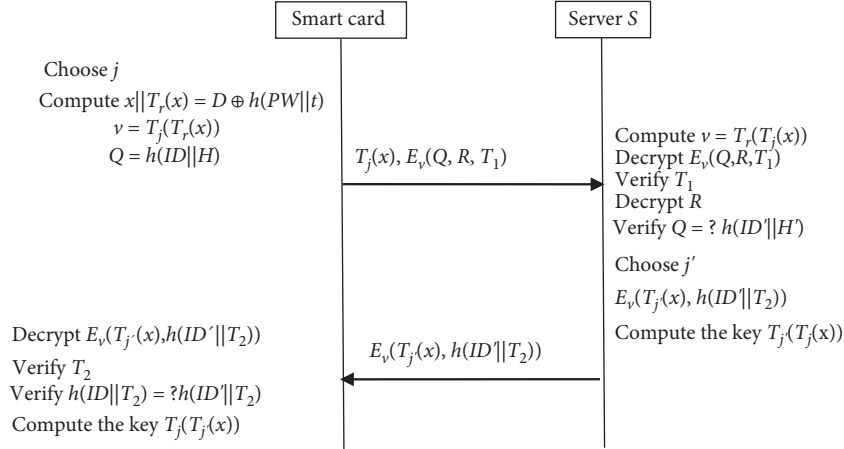 Smart card
Server S
Choose j
Compute x||T_r(x) = D ⊕ h(PW||t)
v = T_j(T_r(x))
Q = h(ID||H)
T_j(x), E_v(Q, R, T_1)
Compute v = T_r(T_j(x))
Decrypt E_v(Q,R,T_1)
Verify T_1
Decrypt R
Verify Q = ? h(ID'||H')
Choose j'
E_v(T_j'(x), h(ID'||T_2))
Compute the key T_j'(T_j(x))
E_v(T_j'(x), h(ID'||T_2))
Decrypt E_v(T_j´(x),h(ID´||T_2))
Verify T_2
Verify h(ID||T_2) = ?h(ID'||T_2)
Compute the key T_j(T_j'(x))